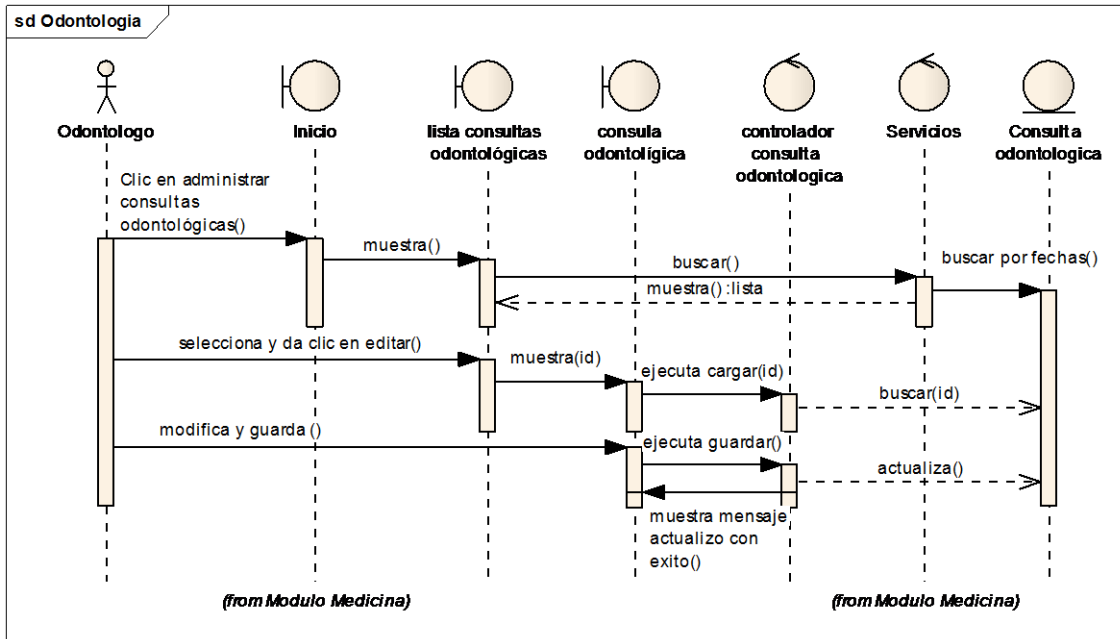 sd Odontologia
Odontologo
Inicio
lista consultas
odontológicas
consula
odontolígica
controlador
consulta
odontologica
Servicios
Consulta
odontologica
Clic en administrar
consultas
odontológicas()
muestra()
buscar()
buscar por fechas()
muestra() :lista
selecciona y da clic en editar()
muestra(id)
ejecuta cargar(id)
buscar(id)
modifica y guarda ()
ejecuta guardar()
actualiza()
muestra mensaje
actualizo con
exito()
(from Modulo Medicina)
(from Modulo Medicina)